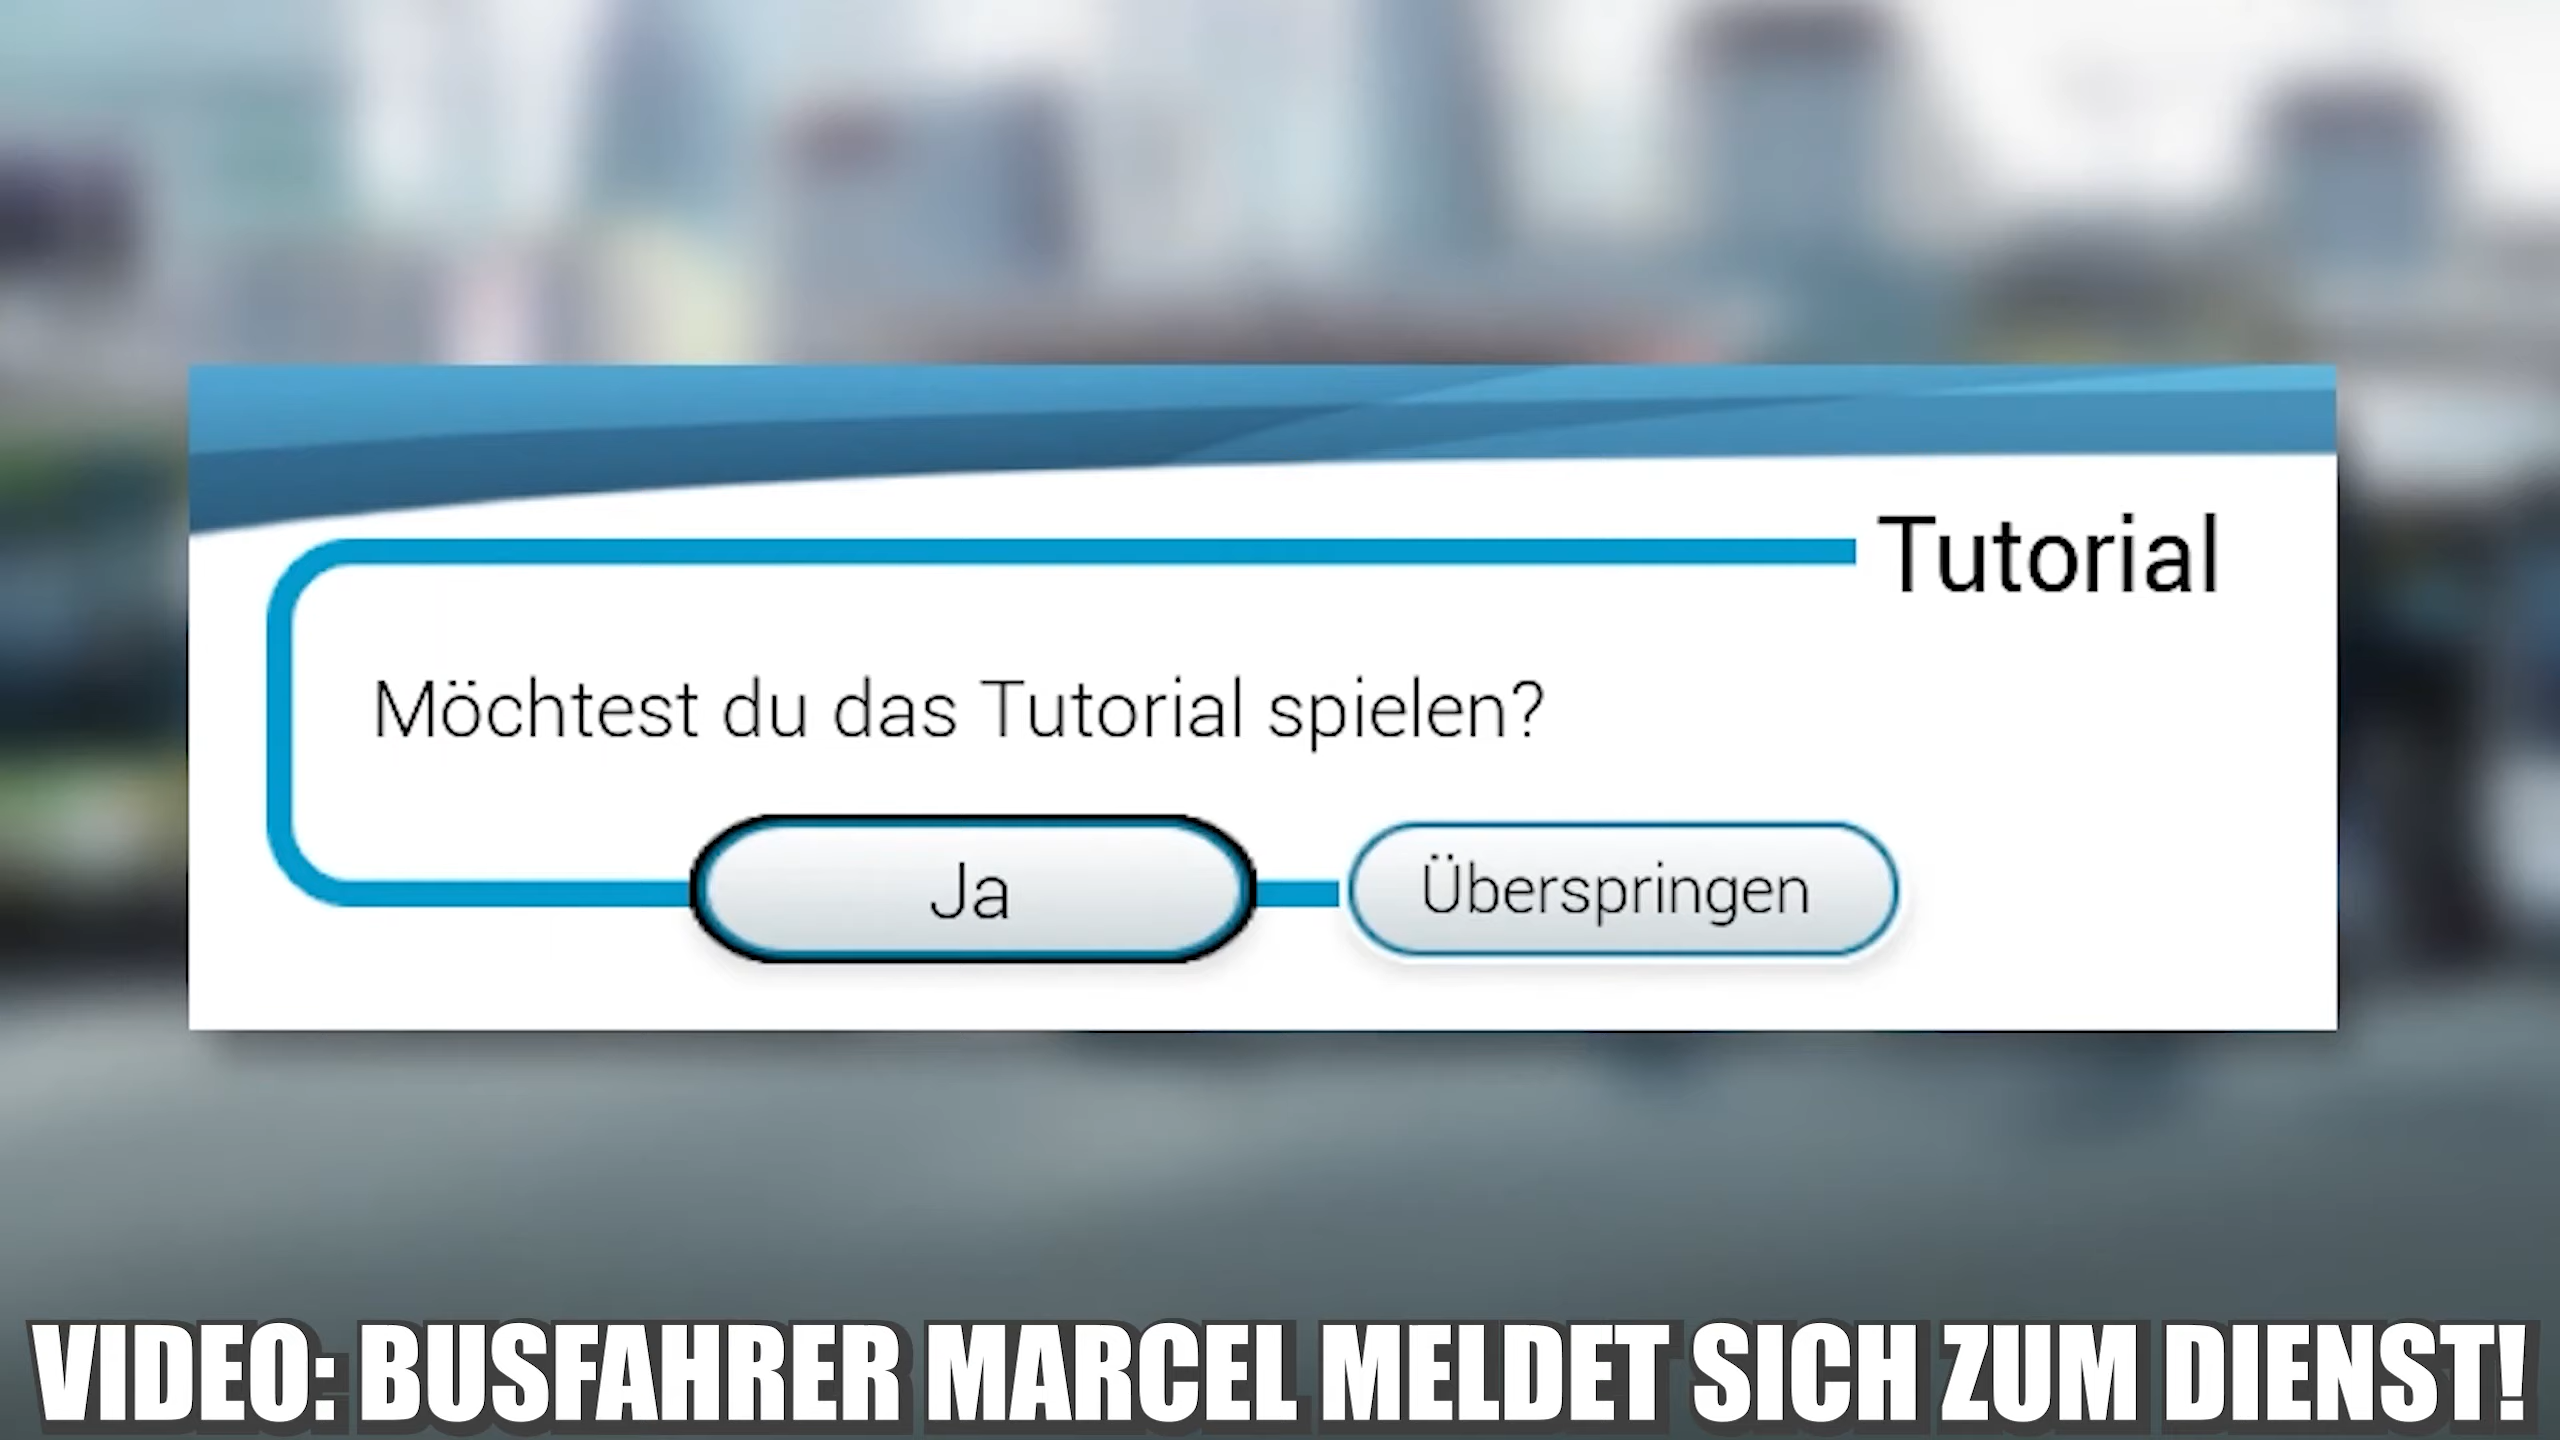 Tutorial
Möchtest du das Tutorial spielen?
Ja
Überspringen
VIDEO: BUSFAHRER MARCEL MELDET SICH ZUM DIENST!